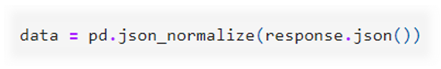 data = pd.json_normalize(response.json())